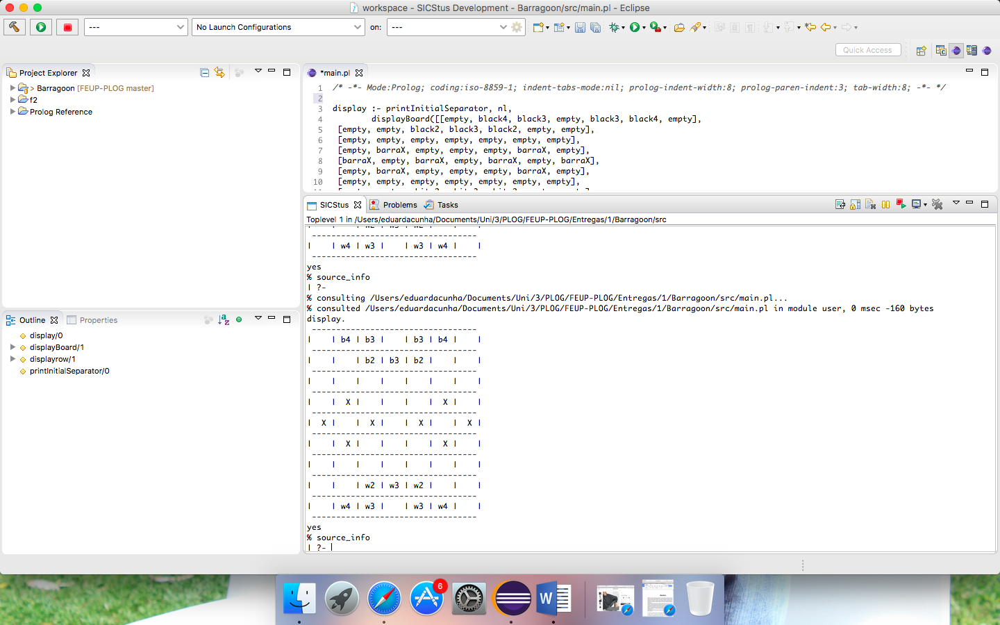 workspace - SICStus Development - Barragoon/src/main.pl - Eclipse
---
No Launch Configurations
on:
---
Quick Access
Project Explorer
> Barragoon [FEUP-PLOG master]
f2
Prolog Reference
Outline
Properties
display/0
displayBoard/1
displayrow/1
printInitialSeparator/0
*main.pl
1 /* -*- Mode:Prolog; coding:iso-8859-1; indent-tabs-mode:nil; prolog-indent-width:8; prolog-paren-indent:3; tab-width:8; -*- */
2
3 display :- printInitialSeparator, nl,
4 displayBoard([[empty, black4, black3, empty, black3, black4, empty],
5 [empty, empty, black2, black3, black2, empty, empty],
6 [empty, empty, empty, empty, empty, empty, empty],
7 [empty, barraX, empty, empty, empty, barraX, empty],
8 [barraX, empty, barraX, empty, barraX, empty, barraX],
9 [empty, barraX, empty, empty, empty, barraX, empty],
10 [empty, empty, empty, empty, empty, empty, empty],
SICStus
Problems
Tasks
Toplevel 1 in /Users/eduardacunha/Documents/Uni/3/PLOG/FEUP-PLOG/Entregas/1/Barragoon/src
----------------------------------
|    | w4 | w3 |    | w3 | w4 |    |
----------------------------------
yes
% source_info
| ?-
% consulting /Users/eduardacunha/Documents/Uni/3/PLOG/FEUP-PLOG/Entregas/1/Barragoon/src/main.pl...
% consulted /Users/eduardacunha/Documents/Uni/3/PLOG/FEUP-PLOG/Entregas/1/Barragoon/src/main.pl in module user, 0 msec -160 bytes
display.
----------------------------------
|    | b4 | b3 |    | b3 | b4 |    |
----------------------------------
|    |    | b2 | b3 | b2 |    |    |
----------------------------------
|    |    |    |    |    |    |    |
----------------------------------
|    |  X |    |    |    |  X |    |
----------------------------------
|  X |    |  X |    |  X |    |  X |
----------------------------------
|    |  X |    |    |    |  X |    |
----------------------------------
|    |    |    |    |    |    |    |
----------------------------------
|    |    | w2 | w3 | w2 |    |    |
----------------------------------
|    | w4 | w3 |    | w3 | w4 |    |
----------------------------------
yes
% source_info
| ?-
6
W